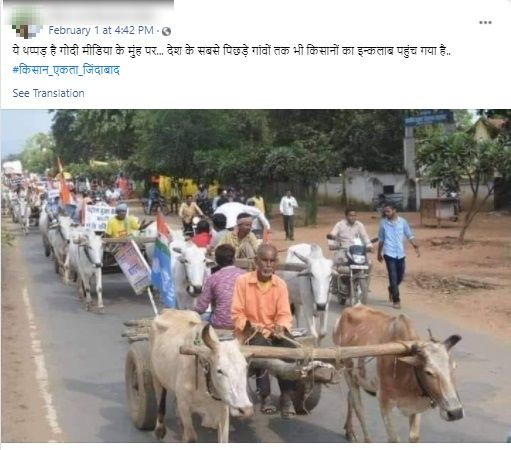 February 1 at 4:42 PM ·
ये थप्पड़ है गोदी मीडिया के मुंह पर... देश के सबसे पिछड़े गांवों तक भी किसानों का इन्कलाब पहुंच गया है..
#किसान_एकता_जिंदाबाद
See Translation